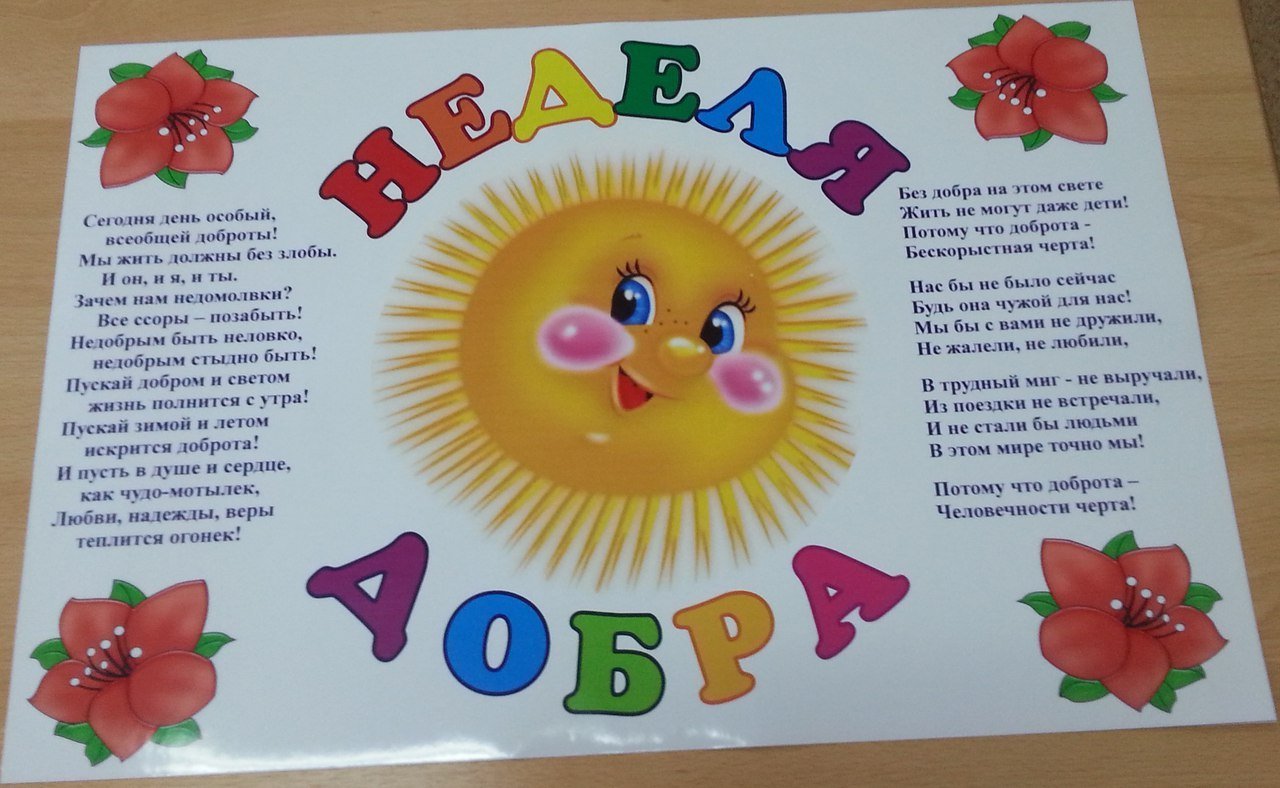 НЕДЕЛЯ
Сегодня день особый,
всеобщей доброты!
Мы жить должны без злобы.
И он, и я, и ты.
Зачем нам недомолвки?
Все ссоры – позабыть!
Недобрым быть неловко,
недобрым стыдно быть!
Пускай добром и светом
жизнь полнится с утра!
Пускай зимой и летом
искрится доброта!
И пусть в душе и сердце,
как чудо-мотылек,
Любви, надежды, веры
теплится огонек!
Без добра на этом свете
Жить не могут даже дети!
Потому что доброта -
Бескорыстная черта!
Нас бы не было сейчас
Будь она чужой для нас!
Мы бы с вами не дружили,
Не жалели, не любили,
В трудный миг - не выручали,
Из поездки не встречали,
И не стали бы людьми
В этом мире точно мы!
Потому что доброта –
Человечности черта!
ДОБРА